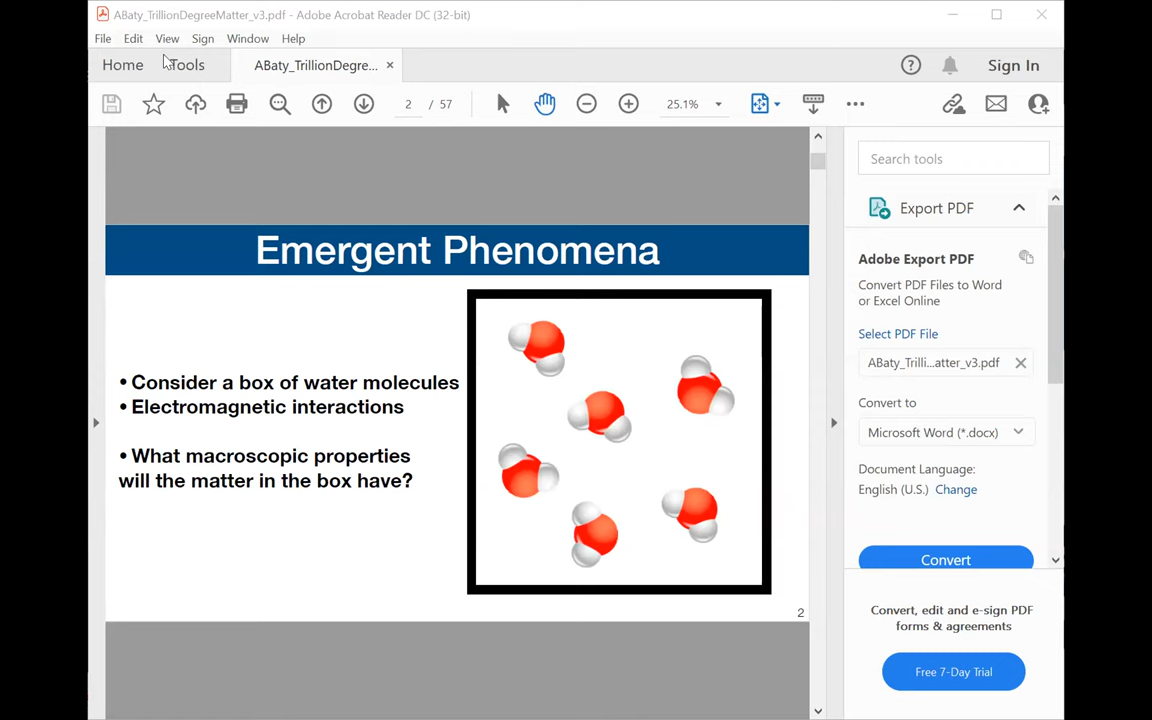 ABaty_TrillionDegreeMatter_v3.pdf - Adobe Acrobat Reader DC (32-bit)
File Edit View Sign Window Help
Home Tools ABaty_TrillionDegre... × Sign In
2 / 57 25.1%
Search tools
Export PDF
Emergent Phenomena
Adobe Export PDF
Convert PDF Files to Word
or Excel Online
Select PDF File
ABaty_Trilli...atter_v3.pdf
• Consider a box of water molecules
• Electromagnetic interactions
• What macroscopic properties
will the matter in the box have?
Convert to
Microsoft Word (*.docx)
Document Language:
English (U.S.) Change
Convert
2
Convert, edit and e-sign PDF
forms & agreements
Free 7-Day Trial